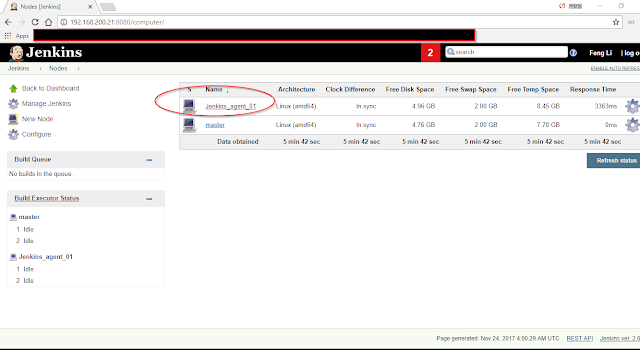 Nodes [Jenkins]
192.168.200.21:8080/computer/
Apps
Jenkins
2
search
Feng Li
| log o
Jenkins
Nodes
ENABLE AUTO REFRES
Back to Dashboard
Manage Jenkins
New Node
Configure
Build Queue
No builds in the queue.
Build Executor Status
master
1 Idle
2 Idle
Jenkins_agent_01
1 Idle
2 Idle
S Name ↓ Architecture Clock Difference Free Disk Space Free Swap Space Free Temp Space Response Time
Jenkins_agent_01 Linux (amd64) In sync 4.96 GB 2.00 GB 8.45 GB 3363ms
master Linux (amd64) In sync 4.76 GB 2.00 GB 7.70 GB 0ms
Data obtained 5 min 42 sec 5 min 42 sec 5 min 42 sec 5 min 42 sec 5 min 42 sec 5 min 42 sec
Refresh status
Page generated: Nov 24, 2017 4:00:29 AM UTC REST API Jenkins ver. 2.6